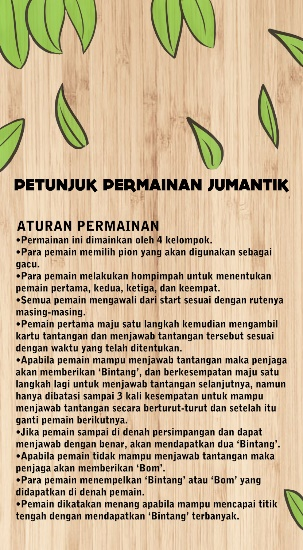 PETUNJUK PERMAINAN JUMANTIK
ATURAN PERMAINAN
•Permainan ini dimainkan oleh 4 kelompok.
•Para pemain memilih pion yang akan digunakan sebagai
gacu.
•Para pemain melakukan hompimpah untuk menentukan
pemain pertama, kedua, ketiga, dan keempat.
•Semua pemain mengawali dari start sesuai dengan rutenya
masing-masing.
•Pemain pertama maju satu langkah kemudian mengambil
kartu tantangan dan menjawab tantangan tersebut sesuai
dengan waktu yang telah ditentukan.
•Apabila pemain mampu menjawab tantangan maka penjaga
akan memberikan ‘Bintang’, dan berkesempatan maju satu
langkah lagi untuk menjawab tantangan selanjutnya, namun
hanya dibatasi sampai 3 kali kesempatan untuk mampu
menjawab tantangan secara berturut-turut dan setelah itu
ganti pemain berikutnya.
•Jika pemain sampai di denah persimpangan dan dapat
menjawab dengan benar, akan mendapatkan dua ‘Bintang’.
•Apabila pemain tidak mampu menjawab tantangan maka
penjaga akan memberikan ‘Bom’.
•Para pemain menempelkan ‘Bintang’ atau ‘Bom’ yang
didapatkan di denah pemain.
•Pemain dikatakan menang apabila mampu mencapai titik
tengah dengan mendapatkan ‘Bintang’ terbanyak.